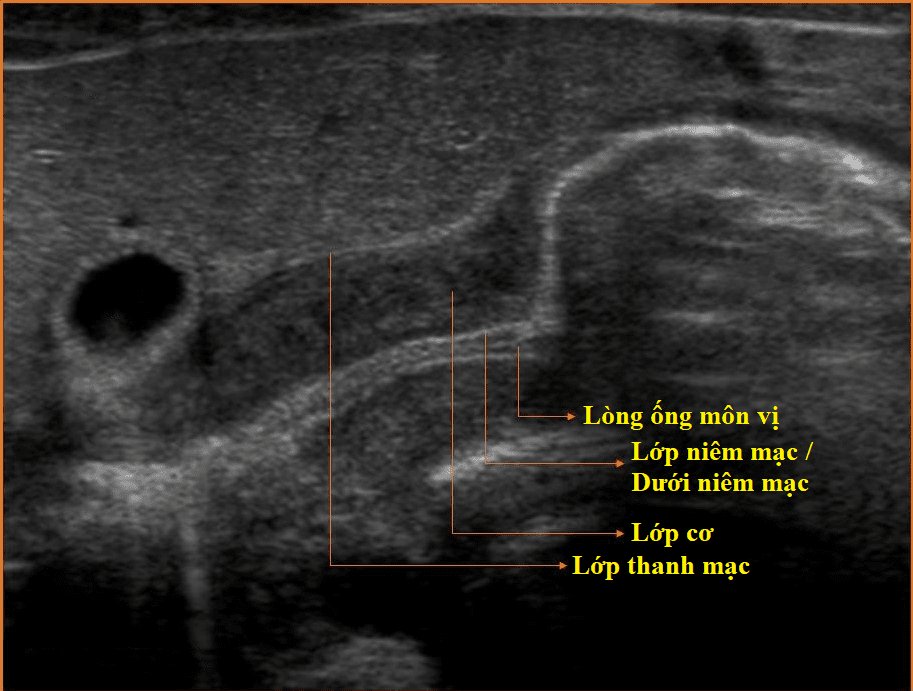 Lòng ống môn vị
Lớp niêm mạc /
Dưới niêm mạc
Lớp cơ
Lớp thanh mạc